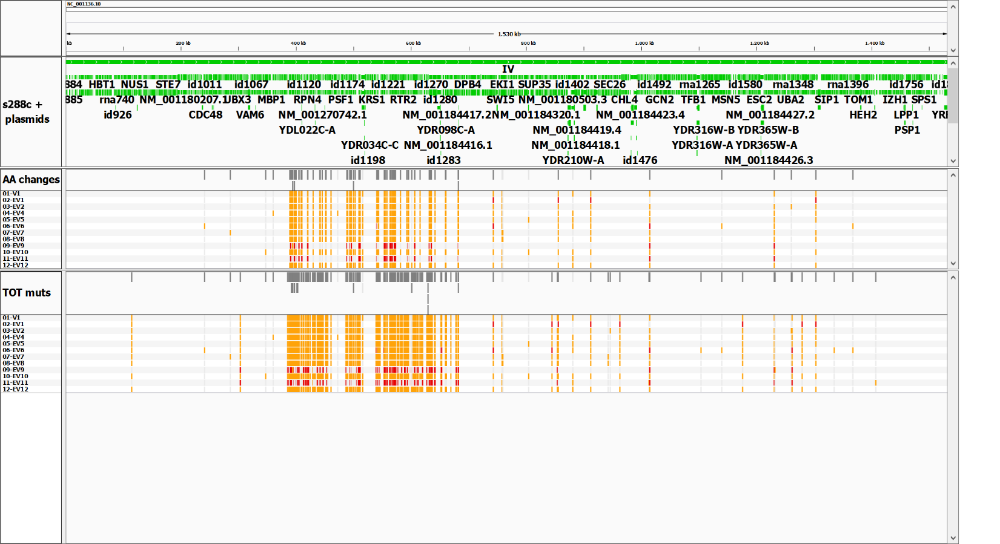 NC_001136.10
1.530 kb
kb 200 kb 400 kb 600 kb 800 kb 1.000 kb 1.200 kb 1.400 kb
IV
384 HBT1 NUS1 STE7 id1011 id1067 id1120 id1174 id1221 id1270 DPB4 EKI1 SUP35 id1402 SEC26 id1492 rna1265 id1580 rna1348 rna1396 id1756
385 rna740 NM_001180207.1 UBX3 MBP1 RPN4 PSF1 KRS1 RTR2 id1280 SWI5 NM_001180503.3 CHL4 GCN2 TFB1 MSN5 ESC2 UBA2 SIP1 TOM1 IZH1 SPS1
s288c +
plasmids
id926 CDC48 VAM6 NM_001270742.1 NM_001184417.2 NM_001184320.1 NM_001184423.4 NM_001184427.2 HEH2 LPP1 YRI
YDL022C-A YDR098C-A NM_001184419.4 YDR316W-B YDR365W-B PSP1
YDR034C-C NM_001184416.1 NM_001184418.1 YDR316W-A YDR365W-A
id1198 id1283 YDR210W-A id1476 NM_001184426.3
AA changes
01-V1
02-EV1
03-EV2
04-EV4
05-EV5
06-EV6
07-EV7
08-EV8
09-EV9
10-EV10
11-EV11
12-EV12
TOT muts
01-V1
02-EV1
03-EV2
04-EV4
05-EV5
06-EV6
07-EV7
08-EV8
09-EV9
10-EV10
11-EV11
12-EV12